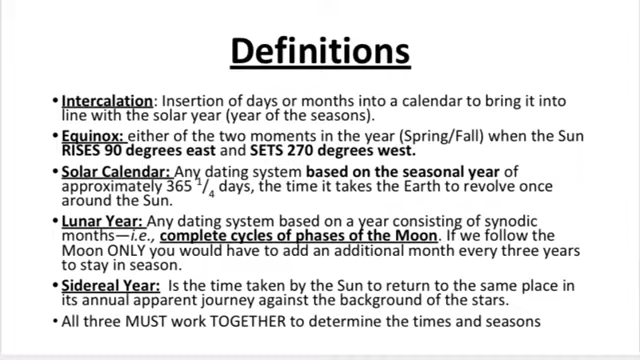 Definitions
• Intercalation: Insertion of days or months into a calendar to bring it into
line with the solar year (year of the seasons).
• Equinox: either of the two moments in the year (Spring/Fall) when the Sun
RISES 90 degrees east and SETS 270 degrees west.
• Solar Calendar: Any dating system based on the seasonal year of
approximately 365 1/4 days, the time it takes the Earth to revolve once
around the Sun.
• Lunar Year: Any dating system based on a year consisting of synodic
months—i.e., complete cycles of phases of the Moon. If we follow the
Moon ONLY you would have to add an additional month every three years
to stay in season.
• Sidereal Year: Is the time taken by the Sun to return to the same place in
its annual apparent journey against the background of the stars.
• All three MUST work TOGETHER to determine the times and seasons